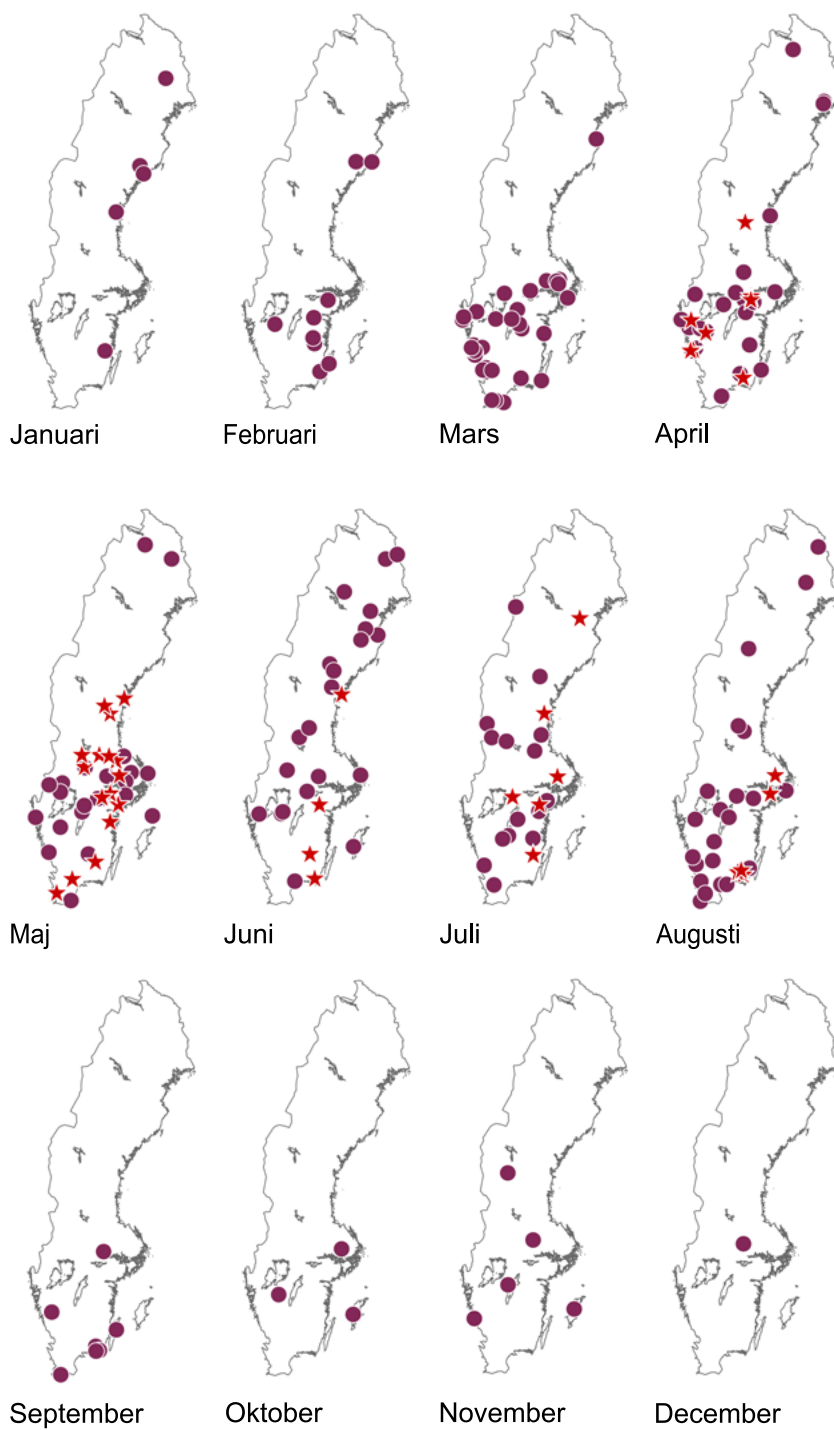 Januari
Februari
Mars
April
Maj
Juni
Juli
Augusti
September
Oktober
November
December